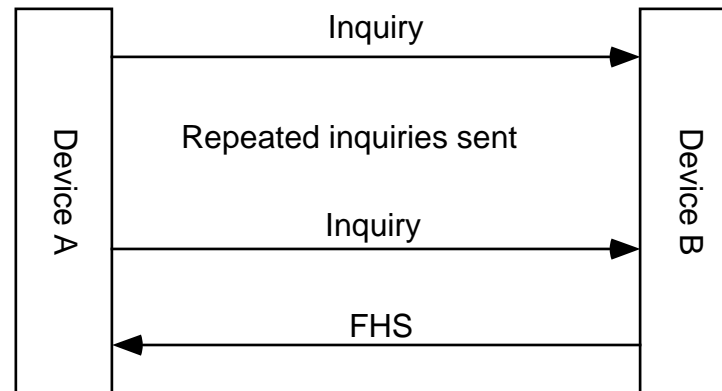 Inquiry
Device A
Repeated inquiries sent
Device B
Inquiry
FHS